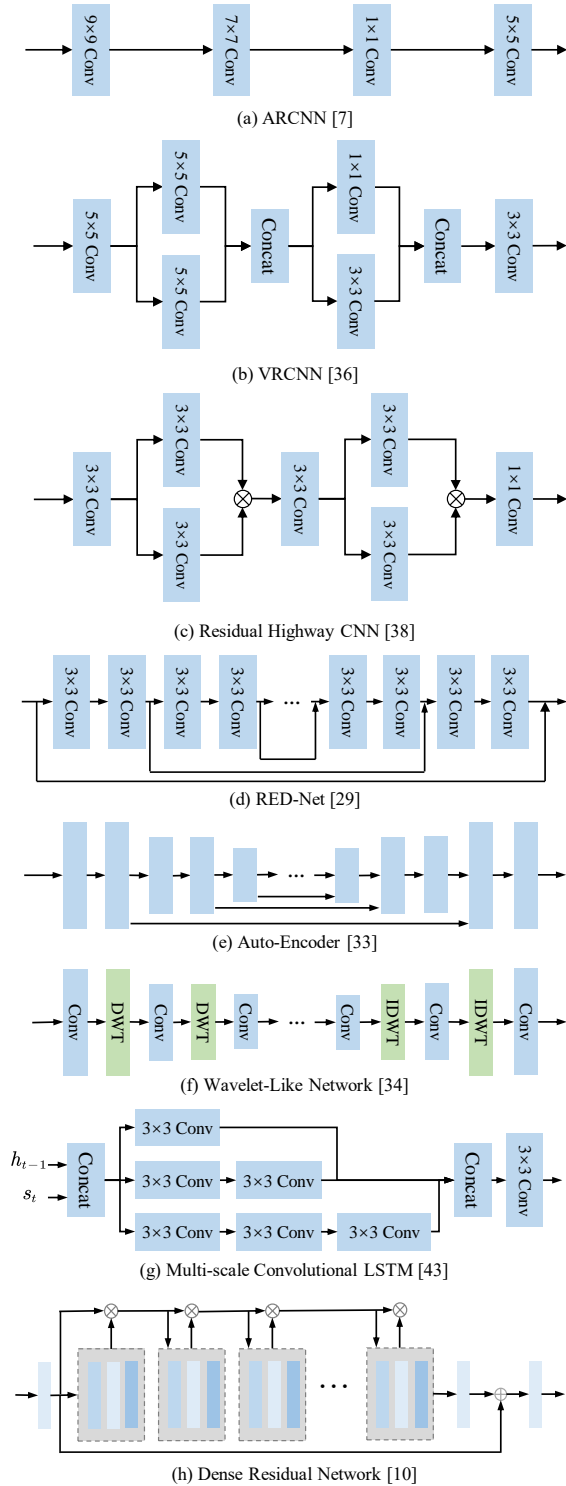 9×9 Conv
7×7 Conv
1×1 Conv
5×5 Conv
(a) ARCNN [7]
5×5 Conv
5×5 Conv
5×5 Conv
Concat
1×1 Conv
3×3 Conv
Concat
3×3 Conv
(b) VRCNN [36]
3×3 Conv
3×3 Conv
3×3 Conv
3×3 Conv
3×3 Conv
3×3 Conv
1×1 Conv
(c) Residual Highway CNN [38]
3×3 Conv
3×3 Conv
3×3 Conv
3×3 Conv
...
3×3 Conv
3×3 Conv
3×3 Conv
3×3 Conv
(d) RED-Net [29]
...
(e) Auto-Encoder [33]
Conv
DWT
Conv
DWT
Conv
...
Conv
IDWT
Conv
IDWT
Conv
(f) Wavelet-Like Network [34]
h_{t−1}
s_t
Concat
3×3 Conv
3×3 Conv
3×3 Conv
3×3 Conv
3×3 Conv
3×3 Conv
Concat
3×3 Conv
(g) Multi-scale Convolutional LSTM [43]
...
(h) Dense Residual Network [10]